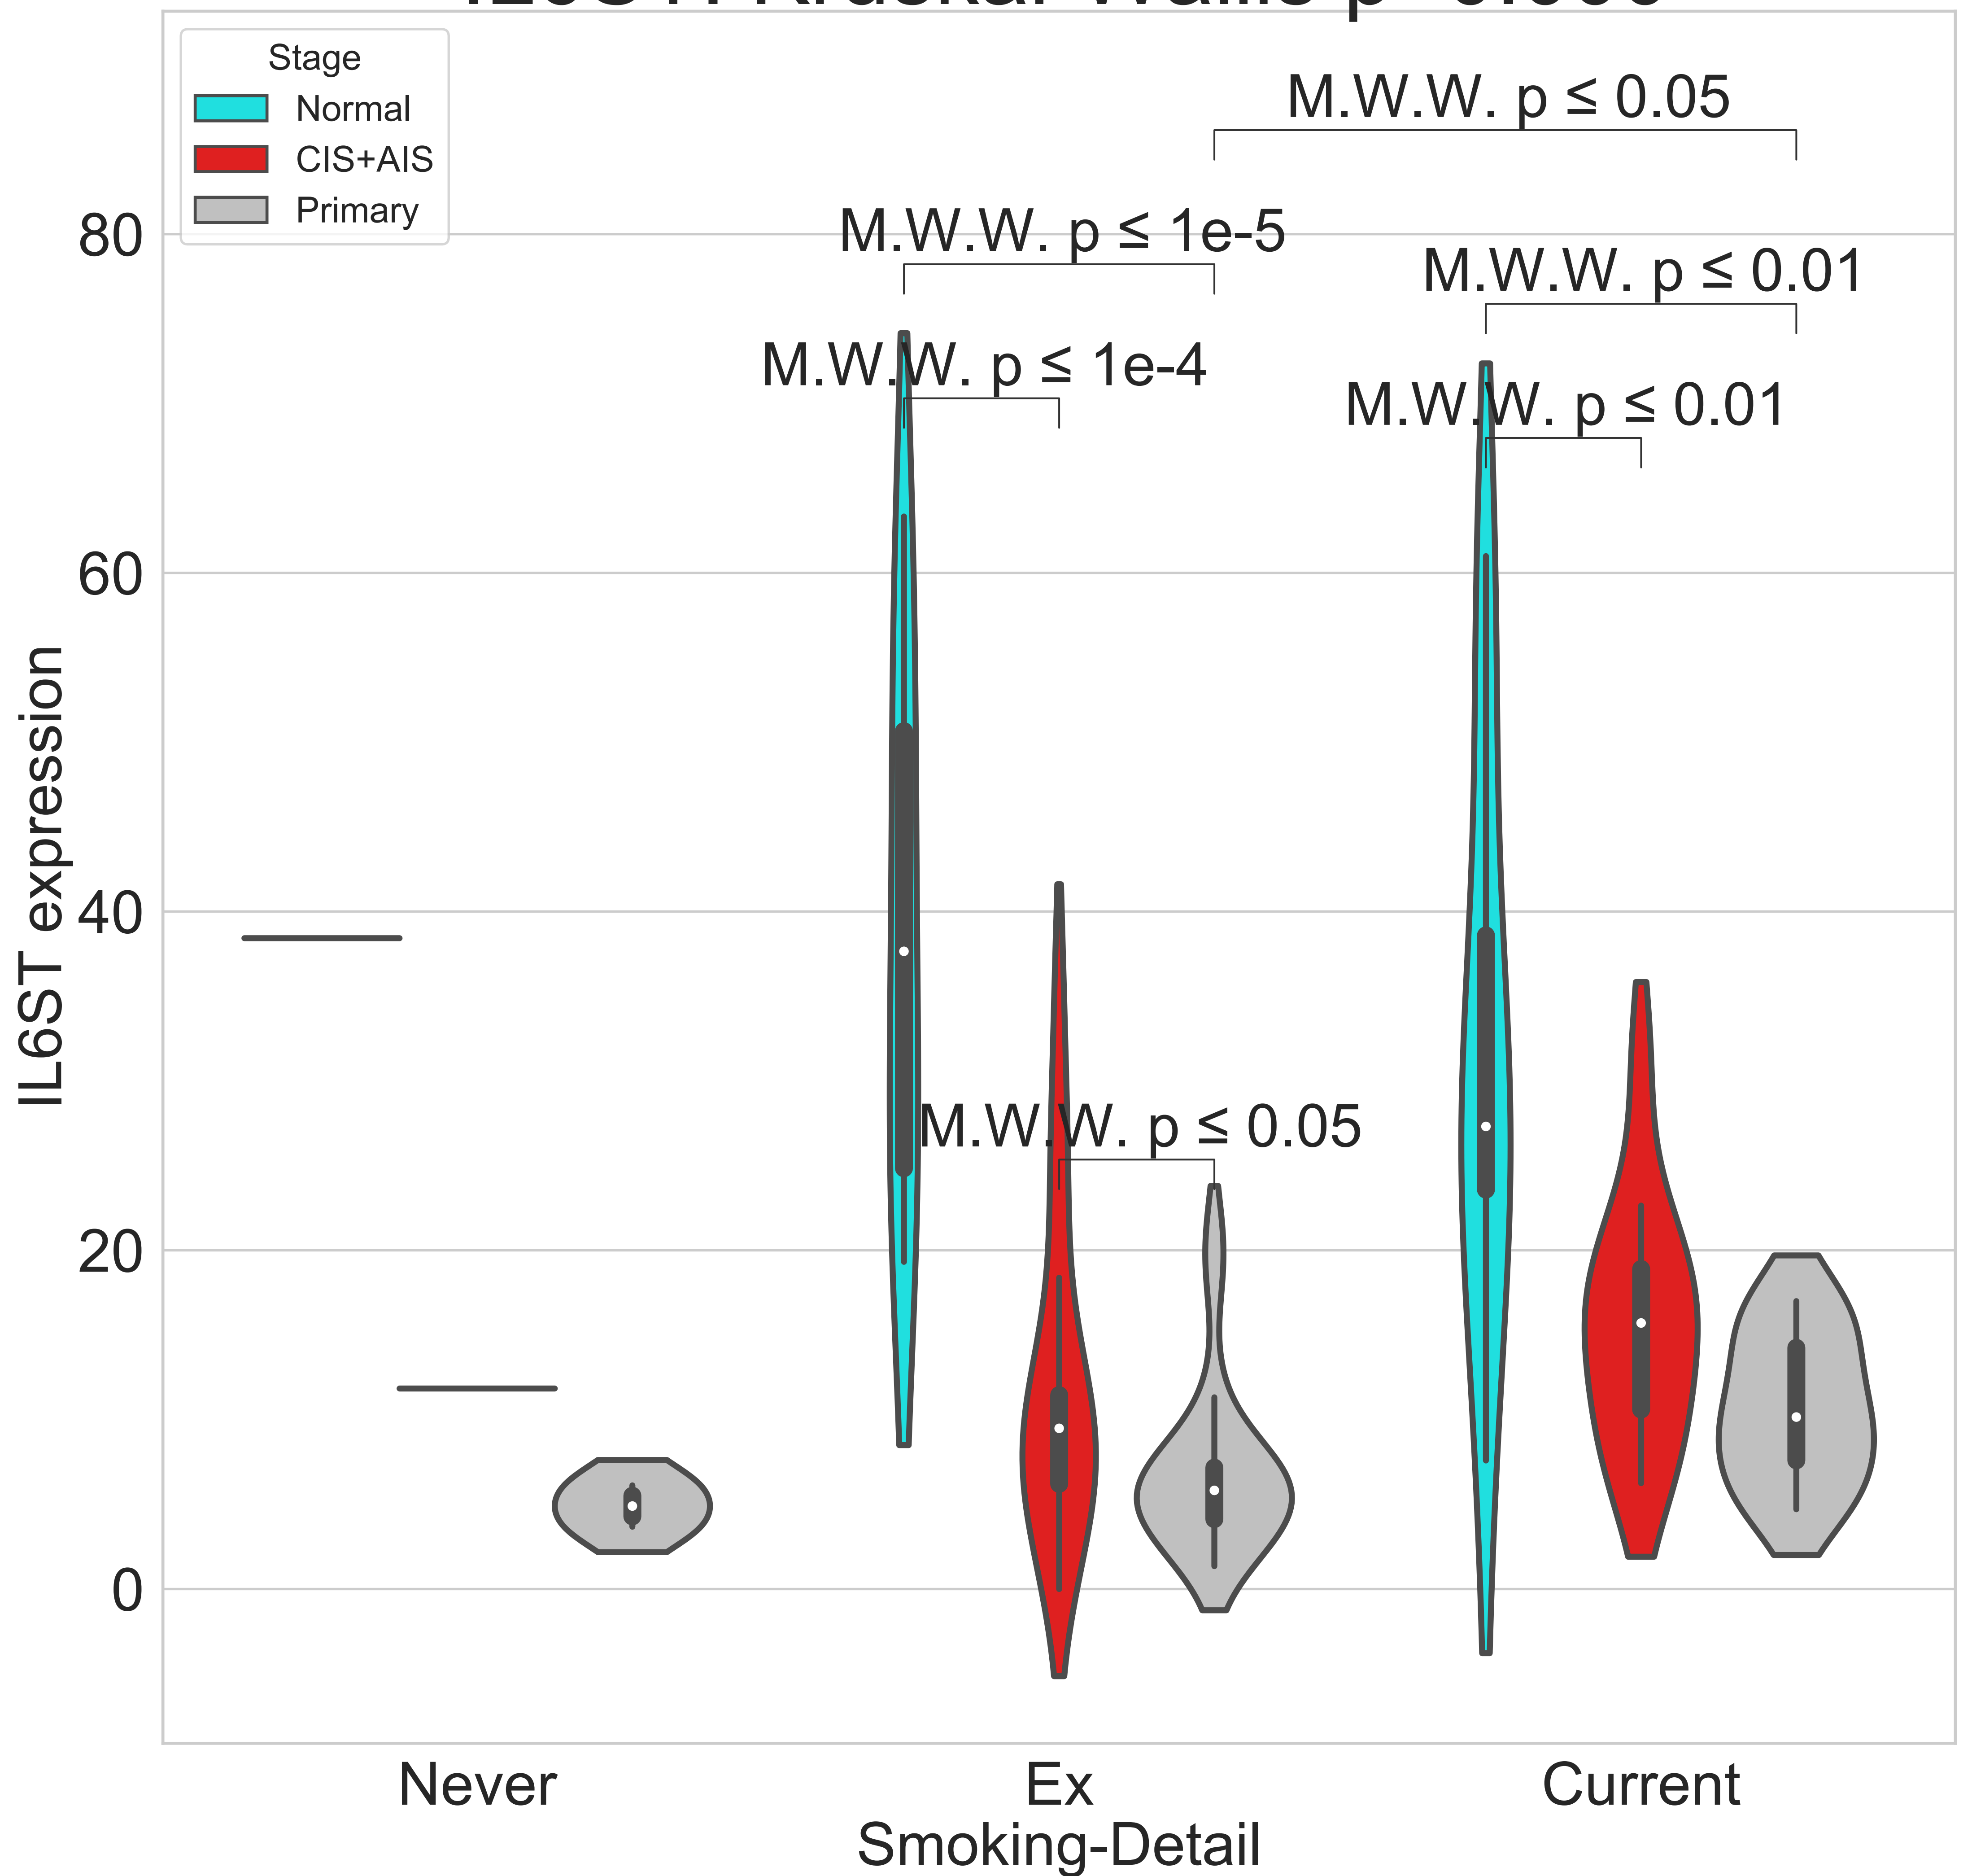 Stage
Normal
CIS+AIS
Primary
M.W.W. p ≤ 0.05
M.W.W. p ≤ 1e-5
M.W.W. p ≤ 0.01
M.W.W. p ≤ 1e-4
M.W.W. p ≤ 0.01
M.W.W. p ≤ 0.05
80
60
40
20
0
IL6ST expression
Never
Ex
Current
Smoking-Detail